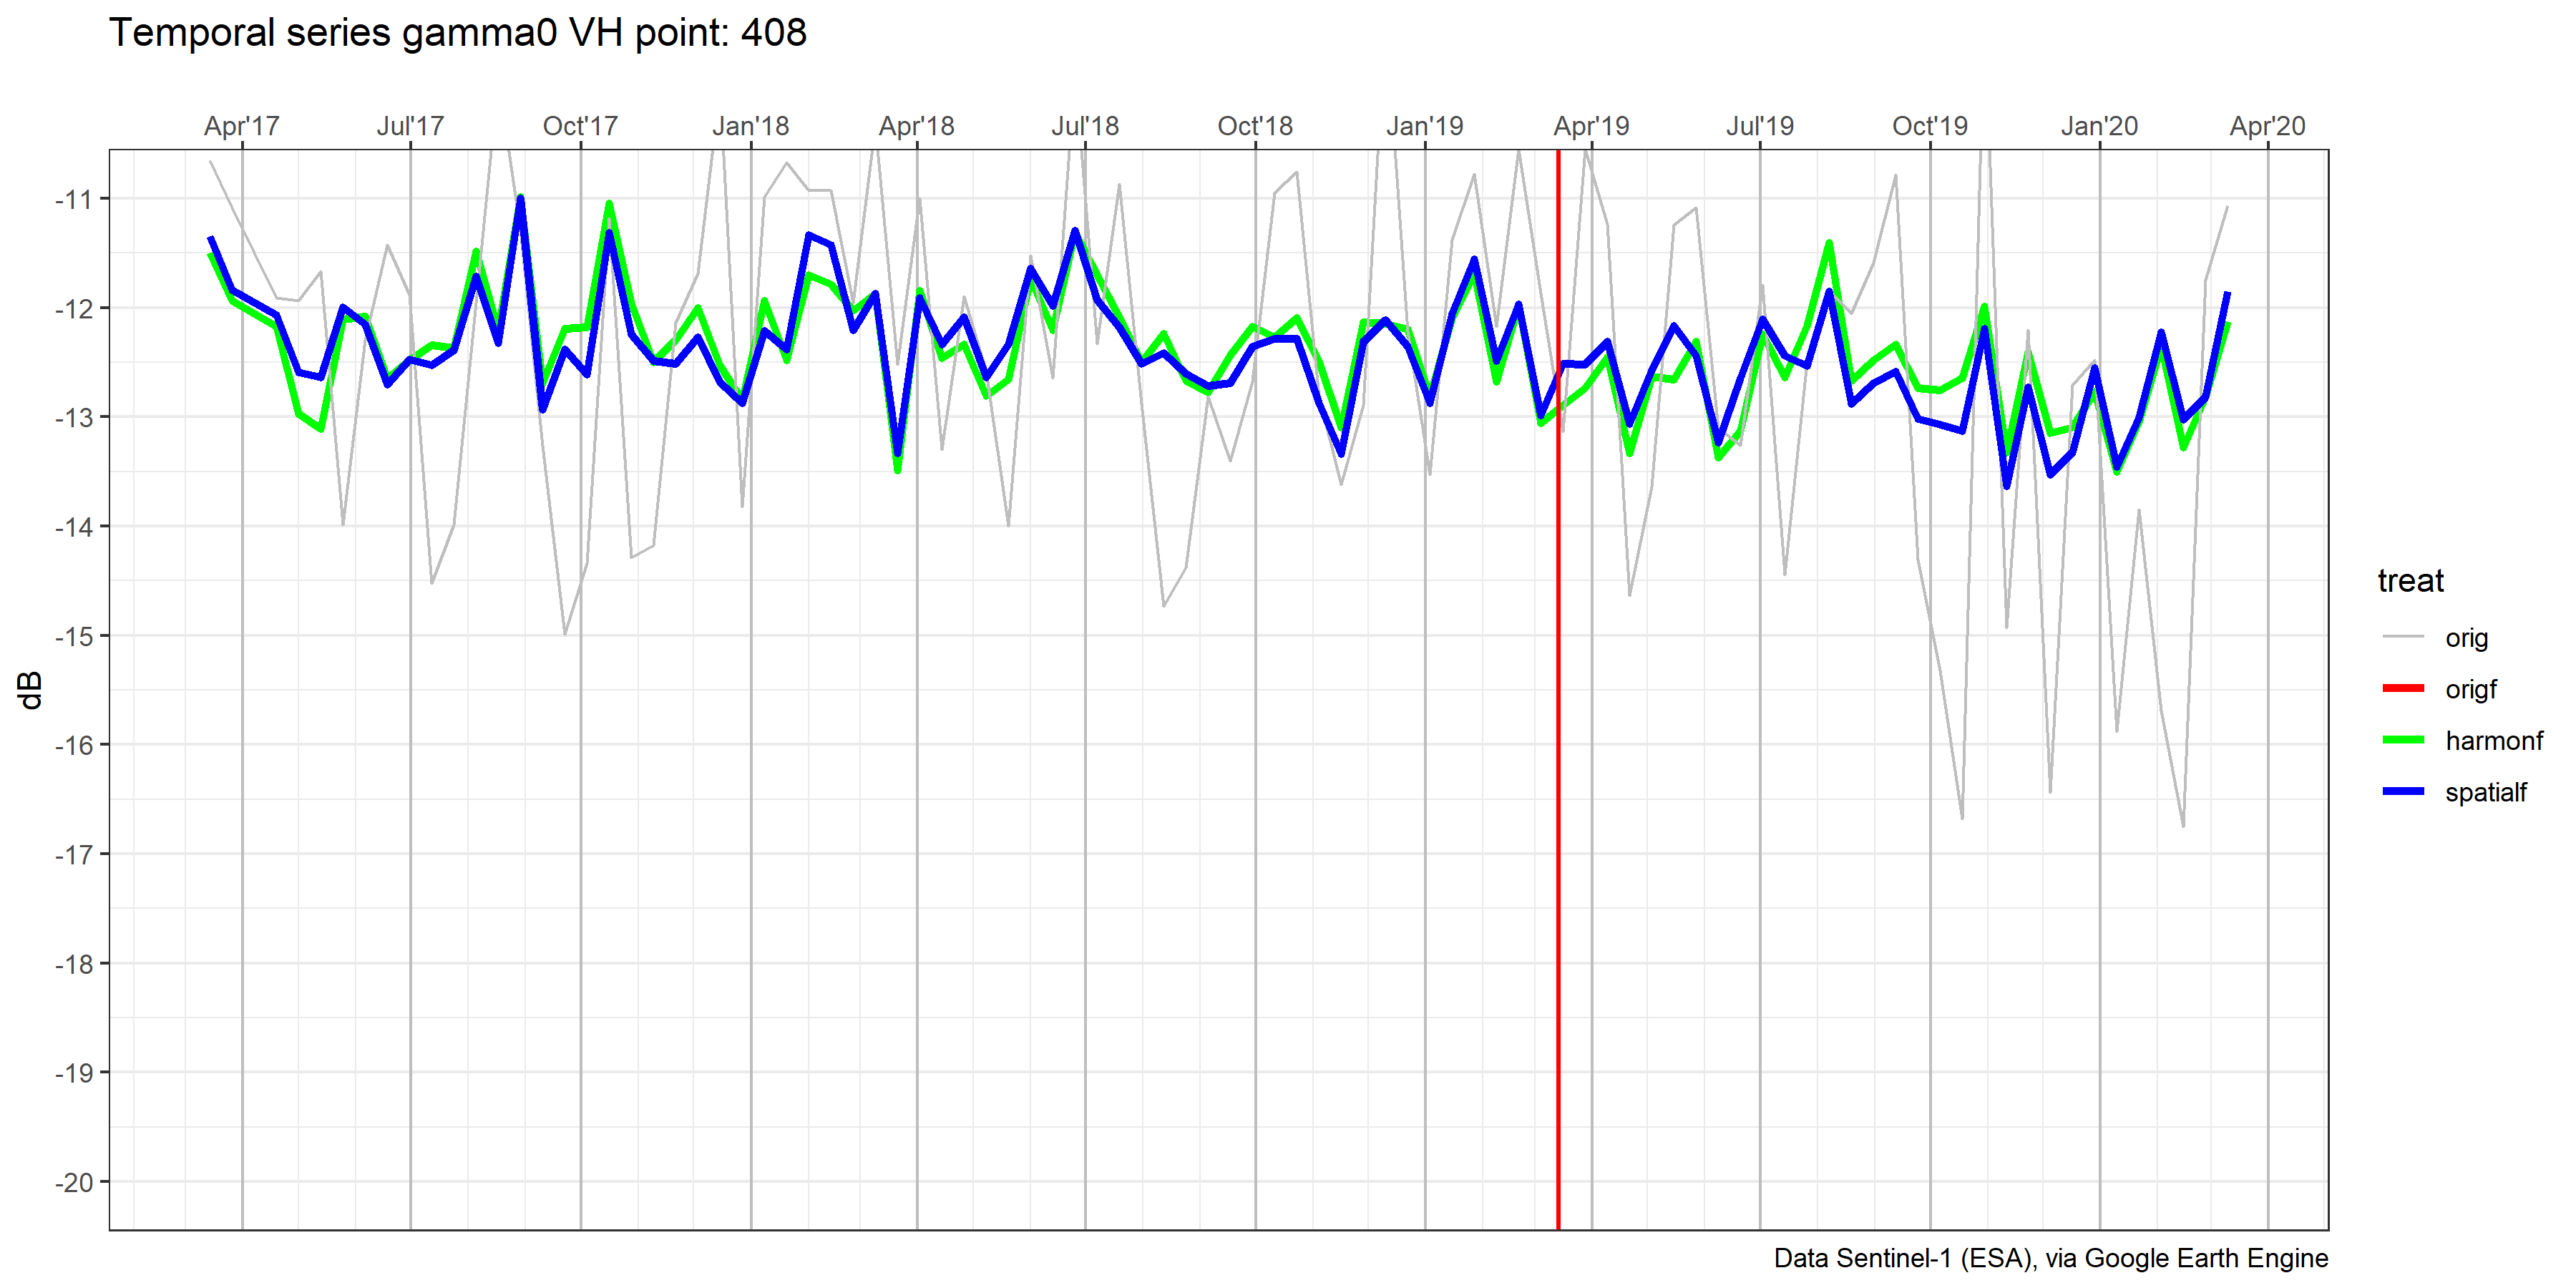 Temporal series gamma0 VH point: 408
Apr'17 Jul'17 Oct'17 Jan'18 Apr'18 Jul'18 Oct'18 Jan'19 Apr'19 Jul'19 Oct'19 Jan'20 Apr'20
-11
-12
-13
-14
-15
-16
-17
-18
-19
-20
dB
treat
orig
origf
harmonf
spatialf
Data Sentinel-1 (ESA), via Google Earth Engine